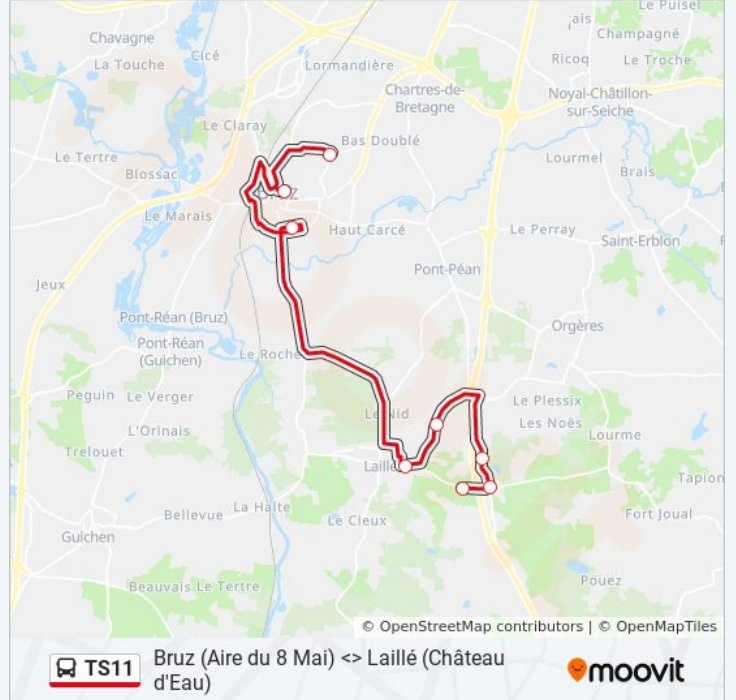 Le Puisel
ais
Champagné
Chavagne
Cicé
La Touche
Lormandière
Ricoq
Le Troche
Chartres-de-
Bretagne
Noyal-Châtillon-
sur-Seiche
Le Claray
Bas Doublé
Le Tertre
Lourmel
Blossac
Brais
Le Marais
Haut Carcé
Le Perray
Saint-Erblon
Pont-Péan
Jeux
Pont-Réan (Bruz)
Orgères
Pont-Réan
(Guichen)
Le Roche
Peguin
Le Verger
Le Plessix
Le Nid
Les Noës
L'Orinais
Lourme
Trelouet
Laillé
Tapion
La Halte
Bellevue
Fort Joual
Le Cleux
Guichen
Pouez
Beauvais
Le Tertre
© OpenStreetMap contributors | © OpenMapTiles
TS11
Bruz (Aire du 8 Mai) <> Laillé (Château
d'Eau)
moovit